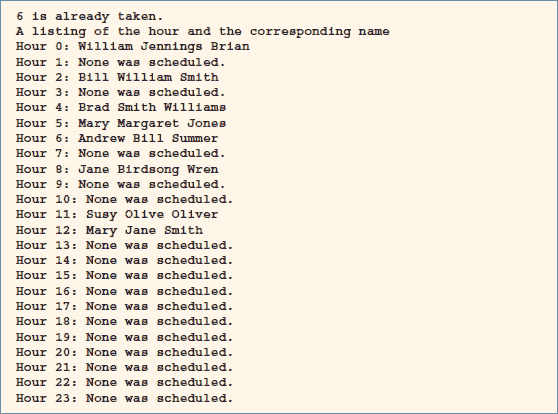 6 is already taken.
A listing of the hour and the corresponding name
Hour 0: William Jennings Brian
Hour 1: None was scheduled.
Hour 2: Bill William Smith
Hour 3: None was scheduled.
Hour 4: Brad Smith Williams
Hour 5: Mary Margaret Jones
Hour 6: Andrew Bill Summer
Hour 7: None was scheduled.
Hour 8: Jane Birdsong Wren
Hour 9: None was scheduled.
Hour 10: None was scheduled.
Hour 11: Susy Olive Oliver
Hour 12: Mary Jane Smith
Hour 13: None was scheduled.
Hour 14: None was scheduled.
Hour 15: None was scheduled.
Hour 16: None was scheduled.
Hour 17: None was scheduled.
Hour 18: None was scheduled.
Hour 19: None was scheduled.
Hour 20: None was scheduled.
Hour 21: None was scheduled.
Hour 22: None was scheduled.
Hour 23: None was scheduled.